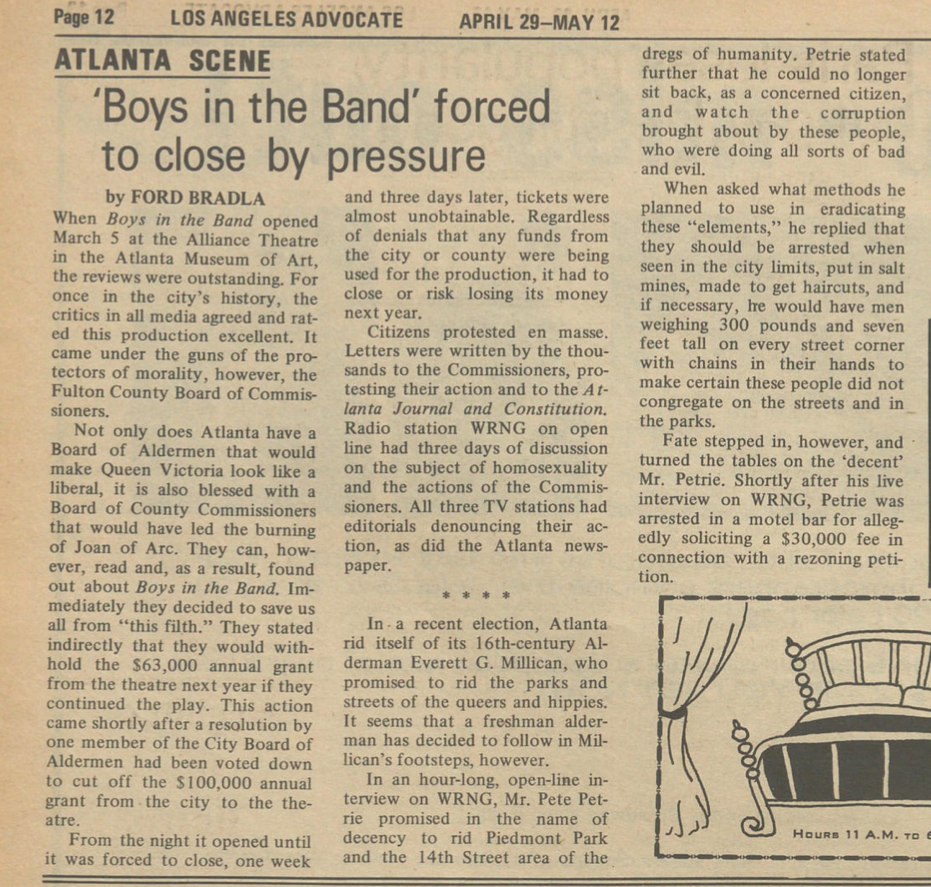 Page 12 LOS ANGELES ADVOCATE APRIL 29–MAY 12
ATLANTA SCENE
'Boys in the Band' forced
to close by pressure
by FORD BRADLA
When Boys in the Band opened
March 5 at the Alliance Theatre
in the Atlanta Museum of Art,
the reviews were outstanding. For
once in the city's history, the
critics in all media agreed and rat-
ed this production excellent. It
came under the guns of the pro-
tectors of morality, however, the
Fulton County Board of Commis-
sioners.
Not only does Atlanta have a
Board of Aldermen that would
make Queen Victoria look like a
liberal, it is also blessed with a
Board of County Commissioners
that would have led the burning
of Joan of Arc. They can, how-
ever, read and, as a result, found
out about Boys in the Band. Im-
mediately they decided to save us
all from "this filth." They stated
indirectly that they would with-
hold the $63,000 annual grant
from the theatre next year if they
continued the play. This action
came shortly after a resolution by
one member of the City Board of
Aldermen had been voted down
to cut off the $100,000 annual
grant from the city to the the-
atre.
From the night it opened until
it was forced to close, one week
and three days later, tickets were
almost unobtainable. Regardless
of denials that any funds from
the city or county were being
used for the production, it had to
close or risk losing its money
next year.
Citizens protested en masse.
Letters were written by the thou-
sands to the Commissioners, pro-
testing their action and to the At-
lanta Journal and Constitution.
Radio station WRNG on open
line had three days of discussion
on the subject of homosexuality
and the actions of the Commis-
sioners. All three TV stations had
editorials denouncing their ac-
tion, as did the Atlanta news-
paper.
* * * *
In a recent election, Atlanta
rid itself of its 16th-century Al-
derman Everett G. Millican, who
promised to rid the parks and
streets of the queers and hippies.
It seems that a freshman alder-
man has decided to follow in Mil-
lican's footsteps, however.
In an hour-long, open-line in-
terview on WRNG, Mr. Pete Pet-
rie promised in the name of
decency to rid Piedmont Park
and the 14th Street area of the
dregs of humanity. Petrie stated
further that he could no longer
sit back, as a concerned citizen,
and watch the corruption
brought about by these people,
who were doing all sorts of bad
and evil.
When asked what methods he
planned to use in eradicating
these "elements," he replied that
they should be arrested when
seen in the city limits, put in salt
mines, made to get haircuts, and
if necessary, he would have men
weighing 300 pounds and seven
feet tall on every street corner
with chains in their hands to
make certain these people did not
congregate on the streets and in
the parks.
Fate stepped in, however, and
turned the tables on the 'decent'
Mr. Petrie. Shortly after his live
interview on WRNG, Petrie was
arrested in a motel bar for alleg-
edly soliciting a $30,000 fee in
connection with a rezoning peti-
tion.
HOURS 11 A.M. TO